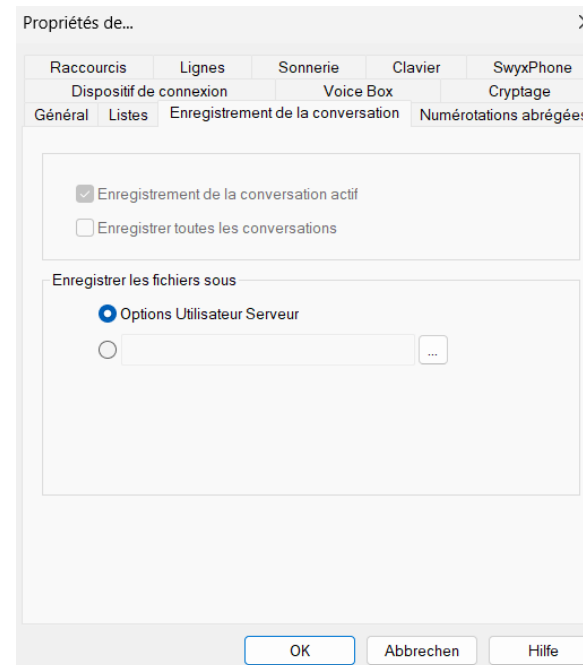 Propriétés de...
Raccourcis Lignes Sonnerie Clavier SwyxPhone
Dispositif de connexion Voice Box Cryptage
Général Listes Enregistrement de la conversation Numérotations abrégées
Enregistrement de la conversation actif
Enregistrer toutes les conversations
Enregistrer les fichiers sous
Options Utilisateur Serveur
...
OK Abbrechen Hilfe